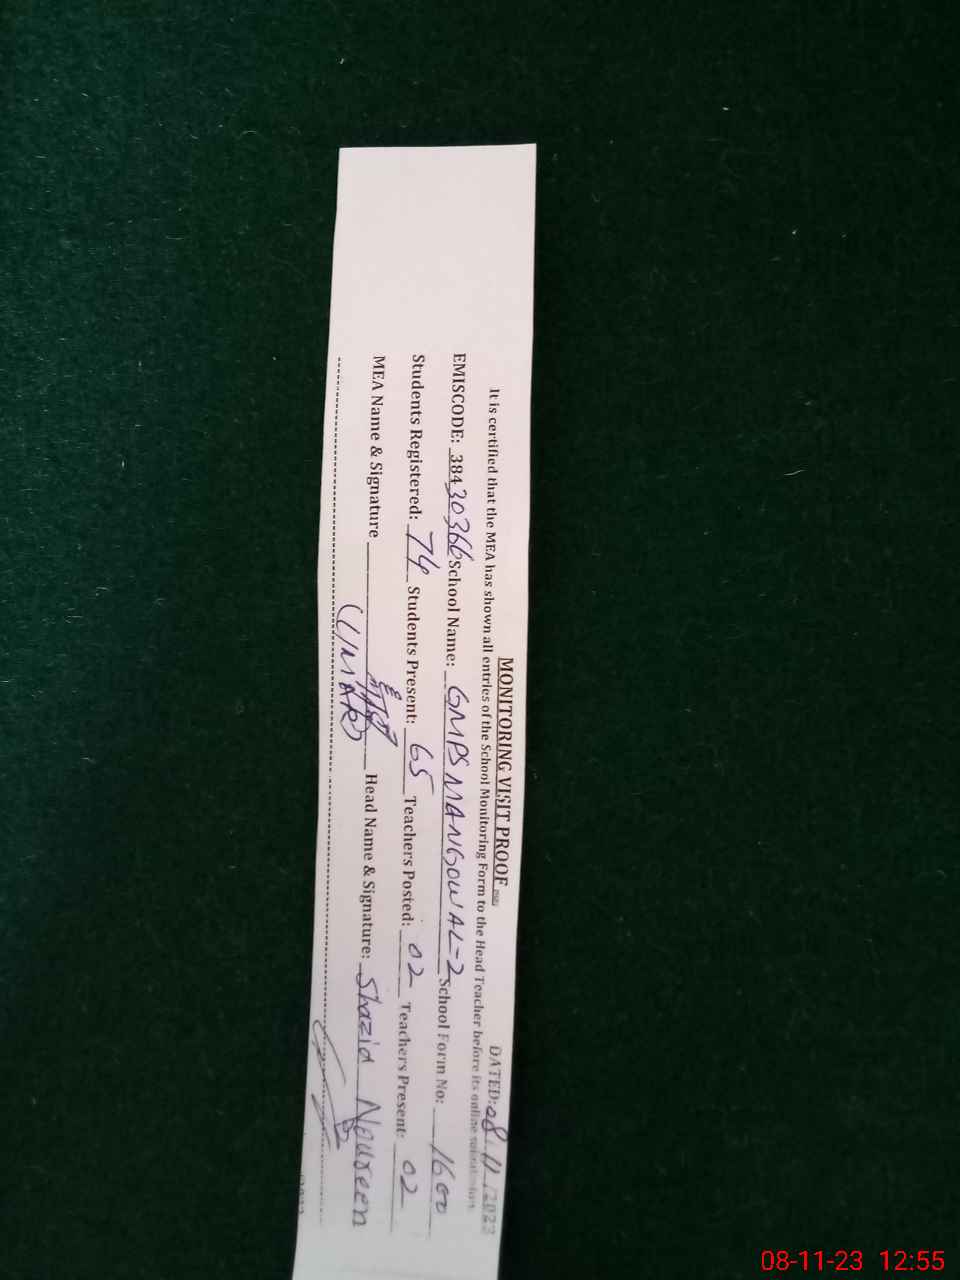 MONITORING VISIT PROOF
DATED: 08/11/2023
It is certified that the MEA has shown all entries of the School Monitoring Form to the Head Teacher before its online submission.
EMISCODE: 38430366 School Name: GMPS MANGOWAL-2 School Form No: 1600
Students Registered: 74 Students Present: 65 Teachers Posted: 02 Teachers Present: 02
MEA Name & Signature Head Name & Signature: Shazia Noureen
(UMAR)
08-11-23 12:55